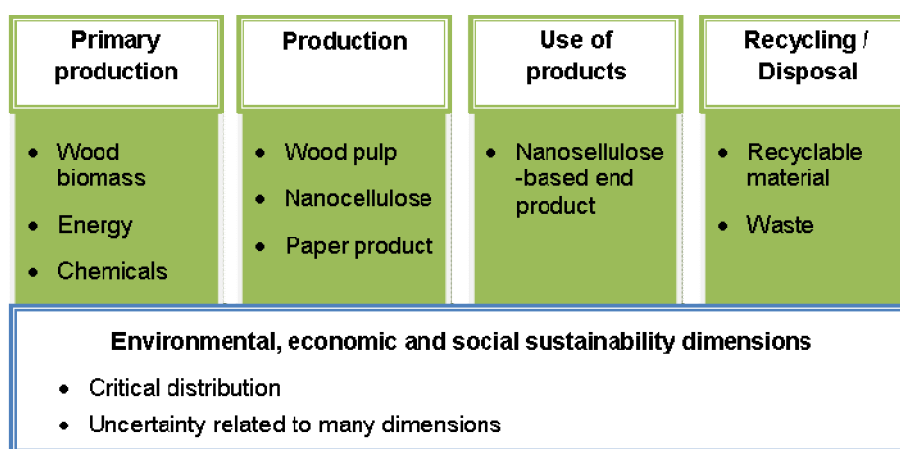 Primary
production
Production
Use of
products
Recycling /
Disposal
• Wood
biomass
• Energy
• Chemicals
• Wood pulp
• Nanocellulose
• Paper product
• Nanosellulose
-based end
product
• Recyclable
material
• Waste
Environmental, economic and social sustainability dimensions
• Critical distribution
• Uncertainty related to many dimensions